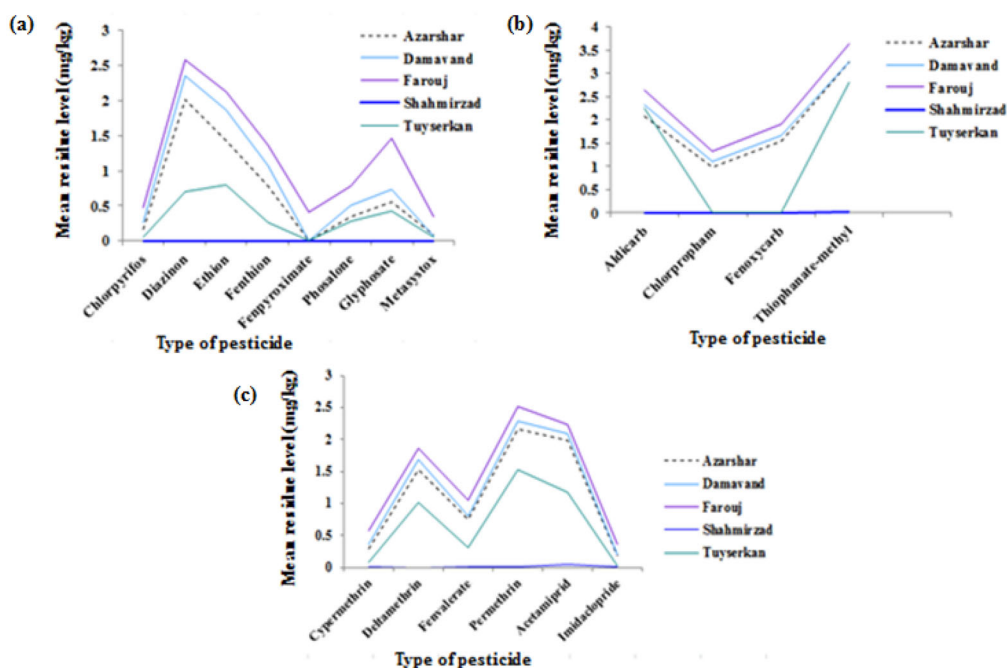 (a)
Mean residue level(mg/kg)
3
2.5
2
1.5
1
0.5
0
Azarshar
Damavand
Farouj
Shahmirzad
Tuyserkan
Chlorpyrifos
Diazinon
Ethion
Fenthion
Fenpyroximate
Phosalone
Glyphosate
Metasystox
Type of pesticide
(b)
Mean residue level(mg/kg)
4
3.5
3
2.5
2
1.5
1
0.5
0
Azarshar
Damavand
Farouj
Shahmirzad
Tuyserkan
Aldicarb
Chlorpropham
Fenoxycarb
Thiophanate-methyl
Type of pesticide
(c)
Mean residue level(mg/kg)
3
2.5
2
1.5
1
0.5
0
Azarshar
Damavand
Farouj
Shahmirzad
Tuyserkan
Cypermethrin
Deltamethrin
Fenvalerate
Permethrin
Acetamiprid
Imidaclopride
Type of pesticide